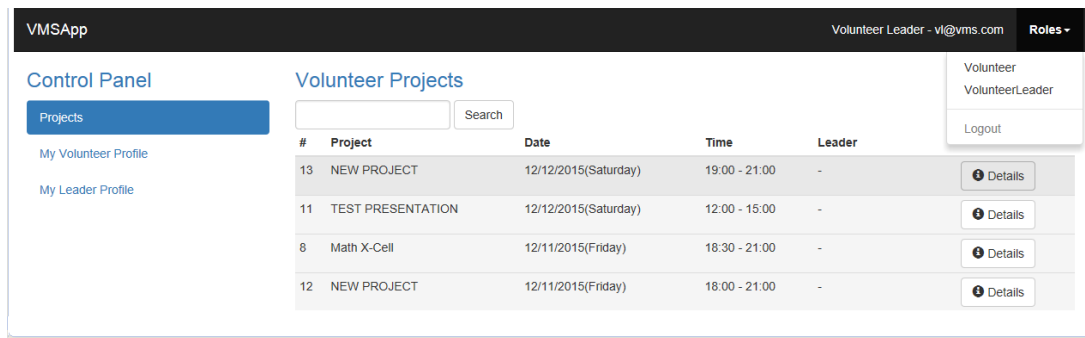 VMSApp Volunteer Leader - vl@vms.com Roles
Volunteer
VolunteerLeader
Logout
Control Panel
Projects
My Volunteer Profile
My Leader Profile
Volunteer Projects
Search
# Project Date Time Leader
13 NEW PROJECT 12/12/2015(Saturday) 19:00 - 21:00 - Details
11 TEST PRESENTATION 12/12/2015(Saturday) 12:00 - 15:00 - Details
8 Math X-Cell 12/11/2015(Friday) 18:30 - 21:00 - Details
12 NEW PROJECT 12/11/2015(Friday) 18:00 - 21:00 - Details